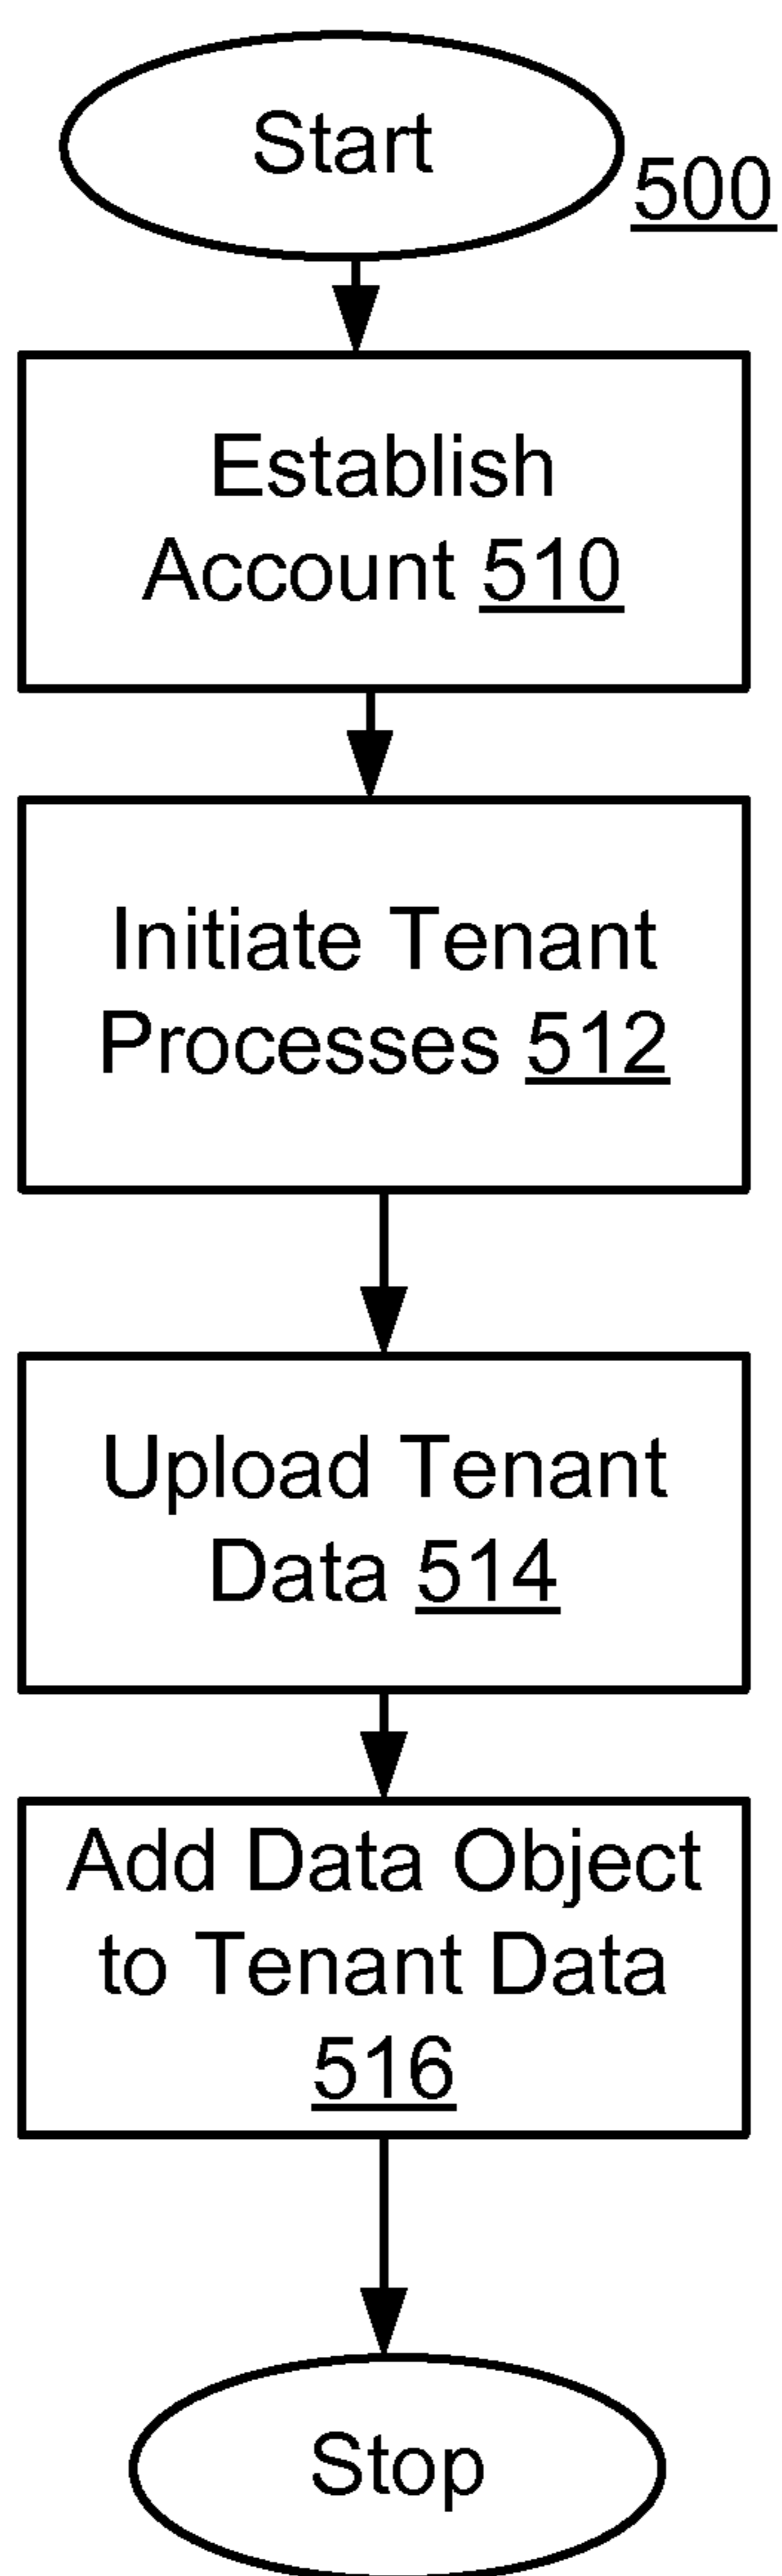 Start
500
Establish
Account 510
Initiate Tenant
Processes 512
Upload Tenant
Data 514
Add Data Object
to Tenant Data
516
Stop